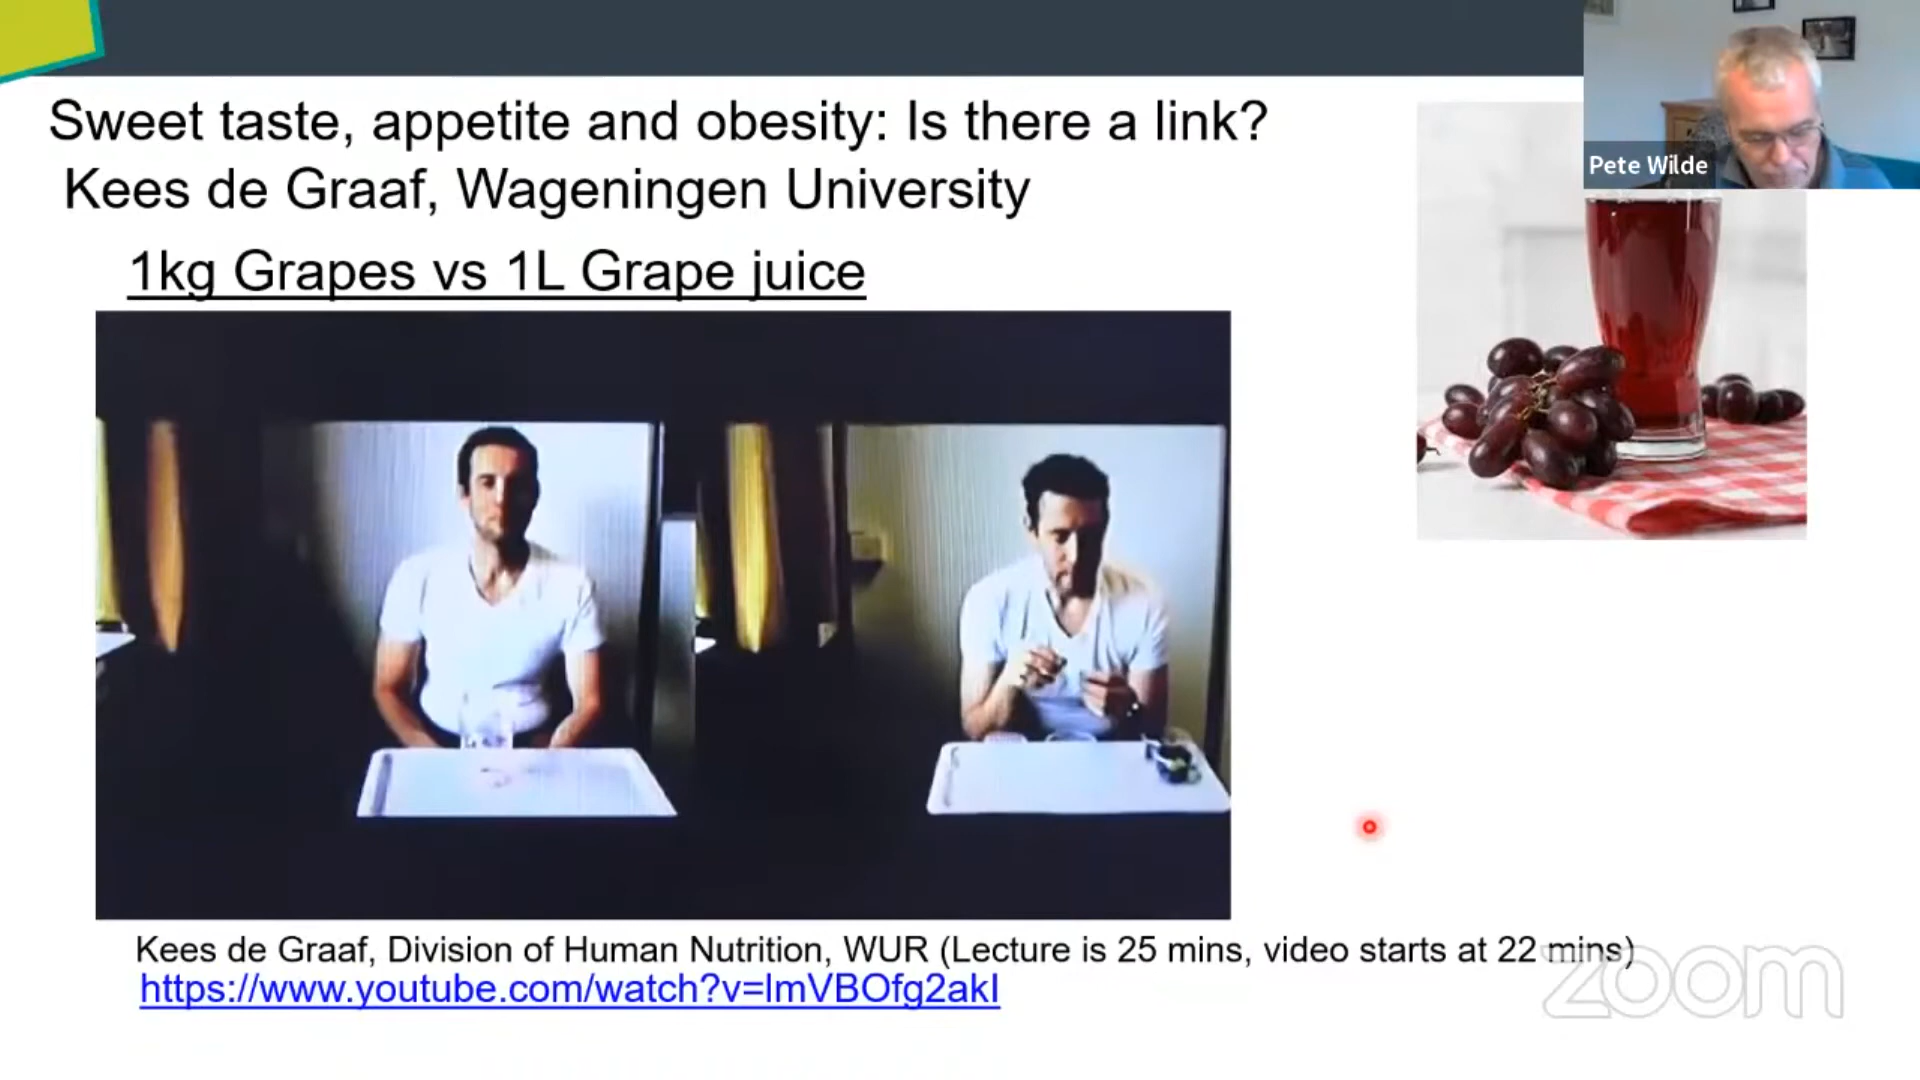 Sweet taste, appetite and obesity: Is there a link?
Kees de Graaf, Wageningen University
1kg Grapes vs 1L Grape juice
Pete Wilde
Kees de Graaf, Division of Human Nutrition, WUR (Lecture is 25 mins, video starts at 22 mins)
https://www.youtube.com/watch?v=lmVBOfg2akI
zoom